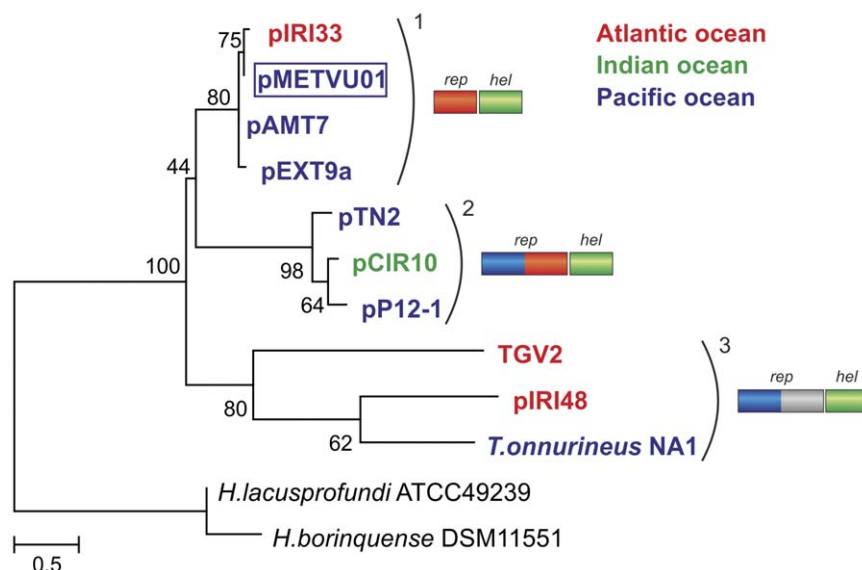 75
pIRI33
1
Atlantic ocean
pMETVU01
rep
hel
Indian ocean
80
Pacific ocean
pAMT7
44
pEXT9a
pTN2
2
rep
hel
100
98
pCIR10
64
pP12-1
TGV2
3
rep
hel
80
pIRI48
62
T.onnurineus NA1
H.lacusprofundi ATCC49239
H.borinquense DSM11551
0.5